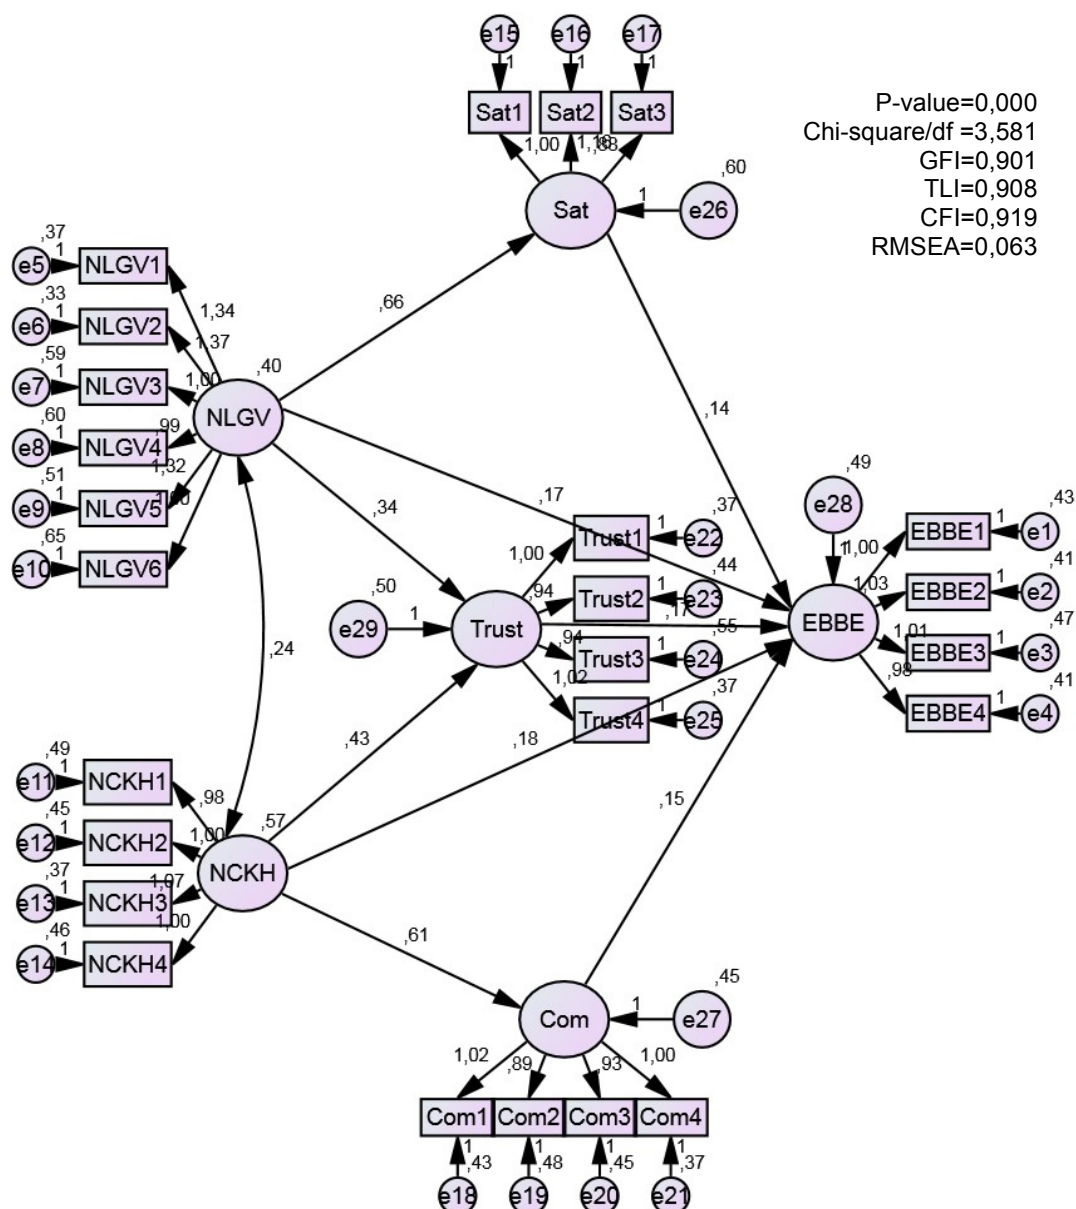 e15 e16 e17
1 1 1
Sat1 Sat2 Sat3
P-value=0,000
Chi-square/df =3,581
GFI=0,901
TLI=0,908
CFI=0,919
RMSEA=0,063
1,00 ,88
Sat
1
e26
,60
,37
e5 1 NLGV1
,33
e6 1 NLGV2
,59
e7 1 NLGV3
,60
e8 1 NLGV4
,51
e9 1 NLGV5
,65
e10 1 NLGV6
1,34
1,37
1,00
,99
1,32
NLGV
,40
,66
,14
,17
,34
,24
,50
e29 1
Trust
1,00
,94
,94
1,02
Trust1 1 e22 ,37
Trust2 1 e23 ,44
Trust3 1 e24 ,55
Trust4 1 e25 ,37
,17
,49
e28
1
EBBE
1,00
1,03
1,01
,98
EBBE1 1 e1 ,43
EBBE2 1 e2 ,41
EBBE3 1 e3 ,47
EBBE4 1 e4 ,41
,43
,18
,15
,49
e11 1 NCKH1
,45
e12 1 NCKH2
,37
e13 1 NCKH3
,46
e14 1 NCKH4
,98
1,00
1,07
1,00
NCKH
,57
,61
Com
1
e27
,45
1,02 ,89 ,93 1,00
Com1 Com2 Com3 Com4
1 1 1 1
,43 ,48 ,45 ,37
e18 e19 e20 e21